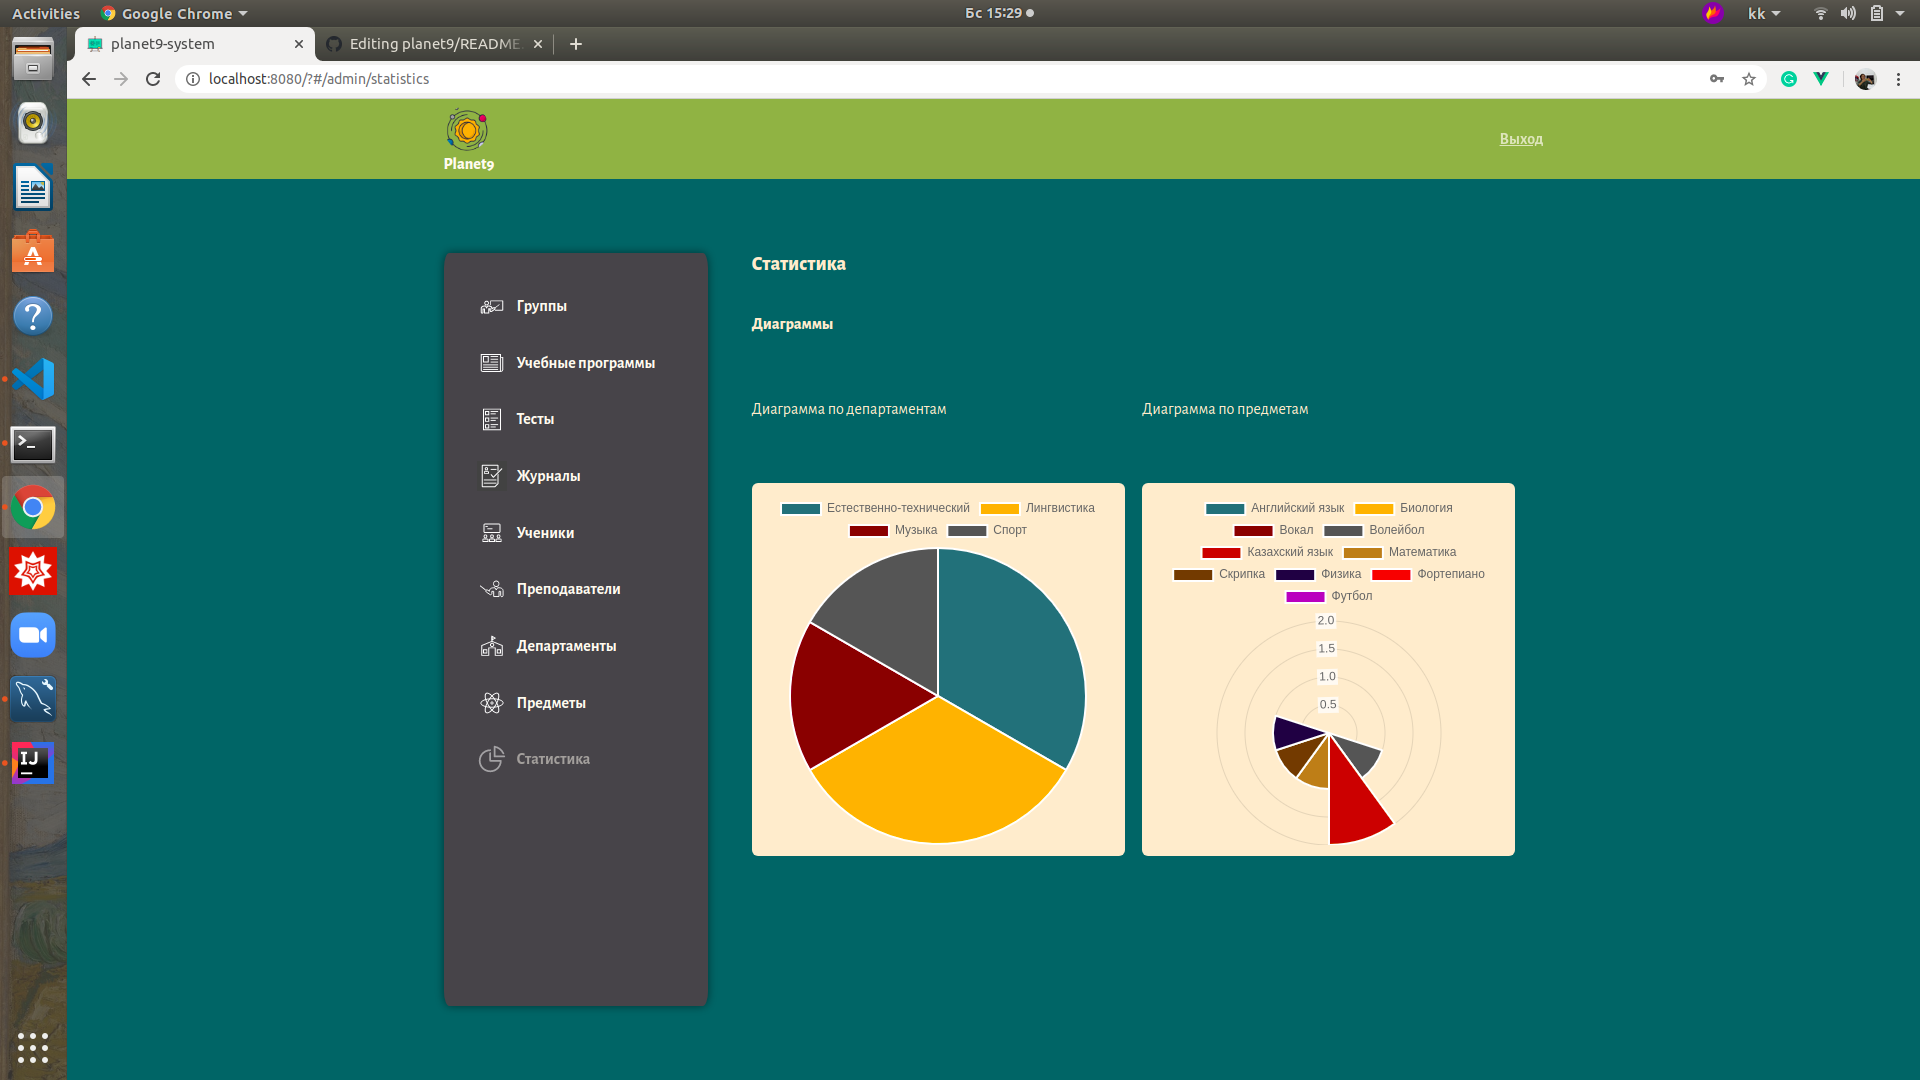 Activities
Google Chrome
Бс 15:29
kk
planet9-system
Editing planet9/README
localhost:8080/?#/admin/statistics
Planet9
Выход
Группы
Учебные программы
Тесты
Журналы
Ученики
Преподаватели
Департаменты
Предметы
Статистика
Статистика
Диаграммы
Диаграмма по департаментам
Естественно-технический Лингвистика
Музыка Спорт
Диаграмма по предметам
Английский язык Биология
Вокал Волейбол
Казахский язык Математика
Скрипка Физика Фортепиано
Футбол
2.0
1.5
1.0
0.5